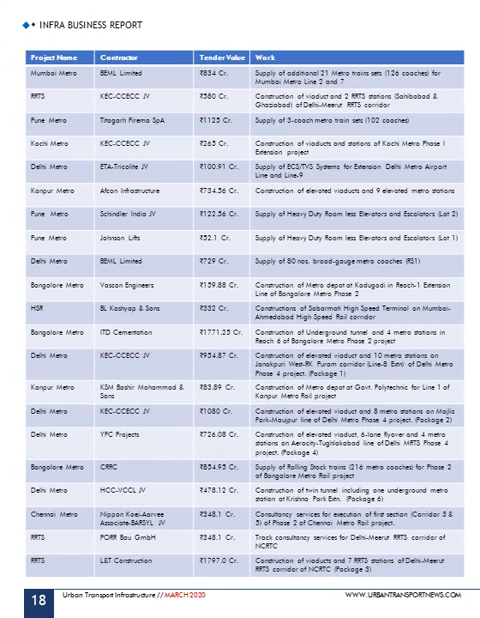 INFRA BUSINESS REPORT
Project Name Contractor Tender Value Work
Mumbai Metro BEML Limited ₹834 Cr. Supply of additional 21 Metro trains sets (126 coaches) for
Mumbai Metro Line 2 and 7
RRTS KEC-CCECC JV ₹580 Cr. Construction of viaduct and 2 RRTS stations (Sahibabad &
Ghaziabad) of Delhi-Meerut RRTS corridor
Pune Metro Titagarh Firema SpA ₹1125 Cr. Supply of 3-coach metro train sets (102 coaches)
Kochi Metro KEC-CCECC JV ₹265 Cr. Construction of viaducts and stations of Kochi Metro Phase I
Extension project
Delhi Metro ETA-Tricolite JV ₹100.91 Cr. Supply of ECS/TVS Systems for Extension Delhi Metro Airport
Line and Line-9
Kanpur Metro Afcon Infrastructure ₹734.56 Cr. Construction of elevated viaducts and 9 elevated metro stations
Pune Metro Schindler India JV ₹122.56 Cr. Supply of Heavy Duty Room less Elevators and Escalators (Lot 2)
Pune Metro Johnson Lifts ₹52.1 Cr. Supply of Heavy Duty Room less Elevators and Escalators (Lot 1)
Delhi Metro BEML Limited ₹729 Cr. Supply of 80 nos. broad-gauge metro coaches (RS1)
Bangalore Metro Vascon Engineers ₹159.88 Cr. Construction of Metro depot at Kadugodi in Reach-1 Extension
Line of Bangalore Metro Phase 2
HSR BL Kashyap & Sons ₹332 Cr. Constructions of Sabarmati High Speed Terminal on Mumbai-
Ahmedabad High Speed Rail corridor
Bangalore Metro ITD Cementation ₹1771.25 Cr. Construction of Underground tunnel and 4 metro stations in
Reach 6 of Bangalore Metro Phase 2 project
Delhi Metro KEC-CCECC JV ₹954.87 Cr. Construction of elevated viaduct and 10 metro stations on
Janakpuri West-RK Puram corridor (Line-8 Extn) of Delhi Metro
Phase 4 project. (Package 1)
Kanpur Metro KSM Bashir Mohammad & ₹83.89 Cr. Construction of Metro depot at Govt. Polytechnic for Line 1 of
Sons Kanpur Metro Rail project
Delhi Metro KEC-CCECC JV ₹1080 Cr. Construction of elevated viaduct and 8 metro stations on Majlis
Park-Maujpur line of Delhi Metro Phase 4 project. (Package 2)
Delhi Metro YFC Projects ₹726.08 Cr. Construction of elevated viaduct, 6-lane flyover and 4 metro
stations on Aerocity-Tughlakabad line of Delhi MRTS Phase 4
project. (Package 4)
Bangalore Metro CRRC ₹854.95 Cr. Supply of Rolling Stock trains (216 metro coaches) for Phase 2
of Bangalore Metro Rail project
Delhi Metro HCC-VCCL JV ₹478.12 Cr. Construction of twin tunnel including one underground metro
station at Krishna Park Extn. (Package 6)
Chennai Metro Nippon Koei-Aarvee ₹348.1 Cr. Consultancy services for execution of first section (Corridor 3 &
Associate-BARSYL JV 5) of Phase 2 of Chennai Metro Rail project.
RRTS PORR Bau GmbH ₹348.1 Cr. Track consultancy services for Delhi-Meerut RRTS corridor of
NCRTC
RRTS L&T Construction ₹1797.0 Cr. Construction of viaducts and 7 RRTS stations of Delhi-Meerut
RRTS corridor of NCRTC (Package 3)
18 Urban Transport Infrastructure // MARCH 2020 WWW.URBANTRANSPORTNEWS.COM